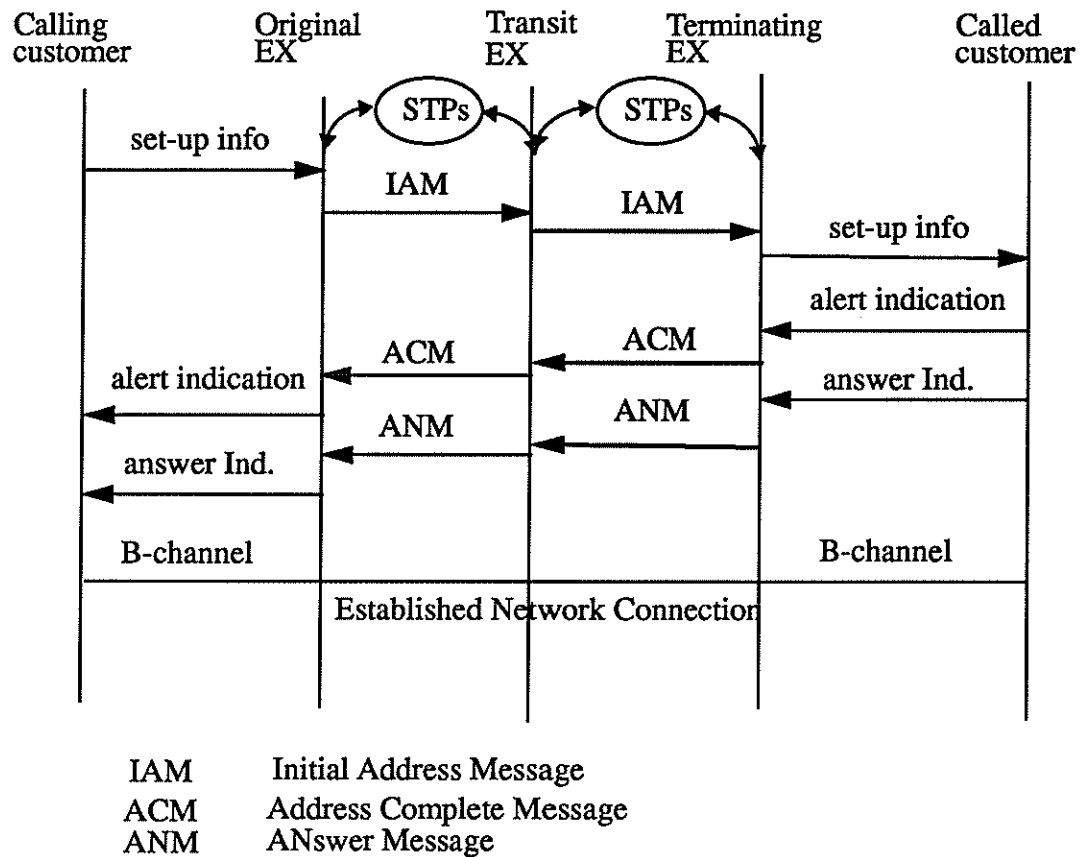 Calling customer
Original EX
Transit EX
Terminating EX
Called customer
STPs
STPs
set-up info
IAM
IAM
set-up info
alert indication
ACM
ACM
alert indication
answer Ind.
ANM
ANM
answer Ind.
B-channel
B-channel
Established Network Connection
IAM Initial Address Message
ACM Address Complete Message
ANM ANswer Message